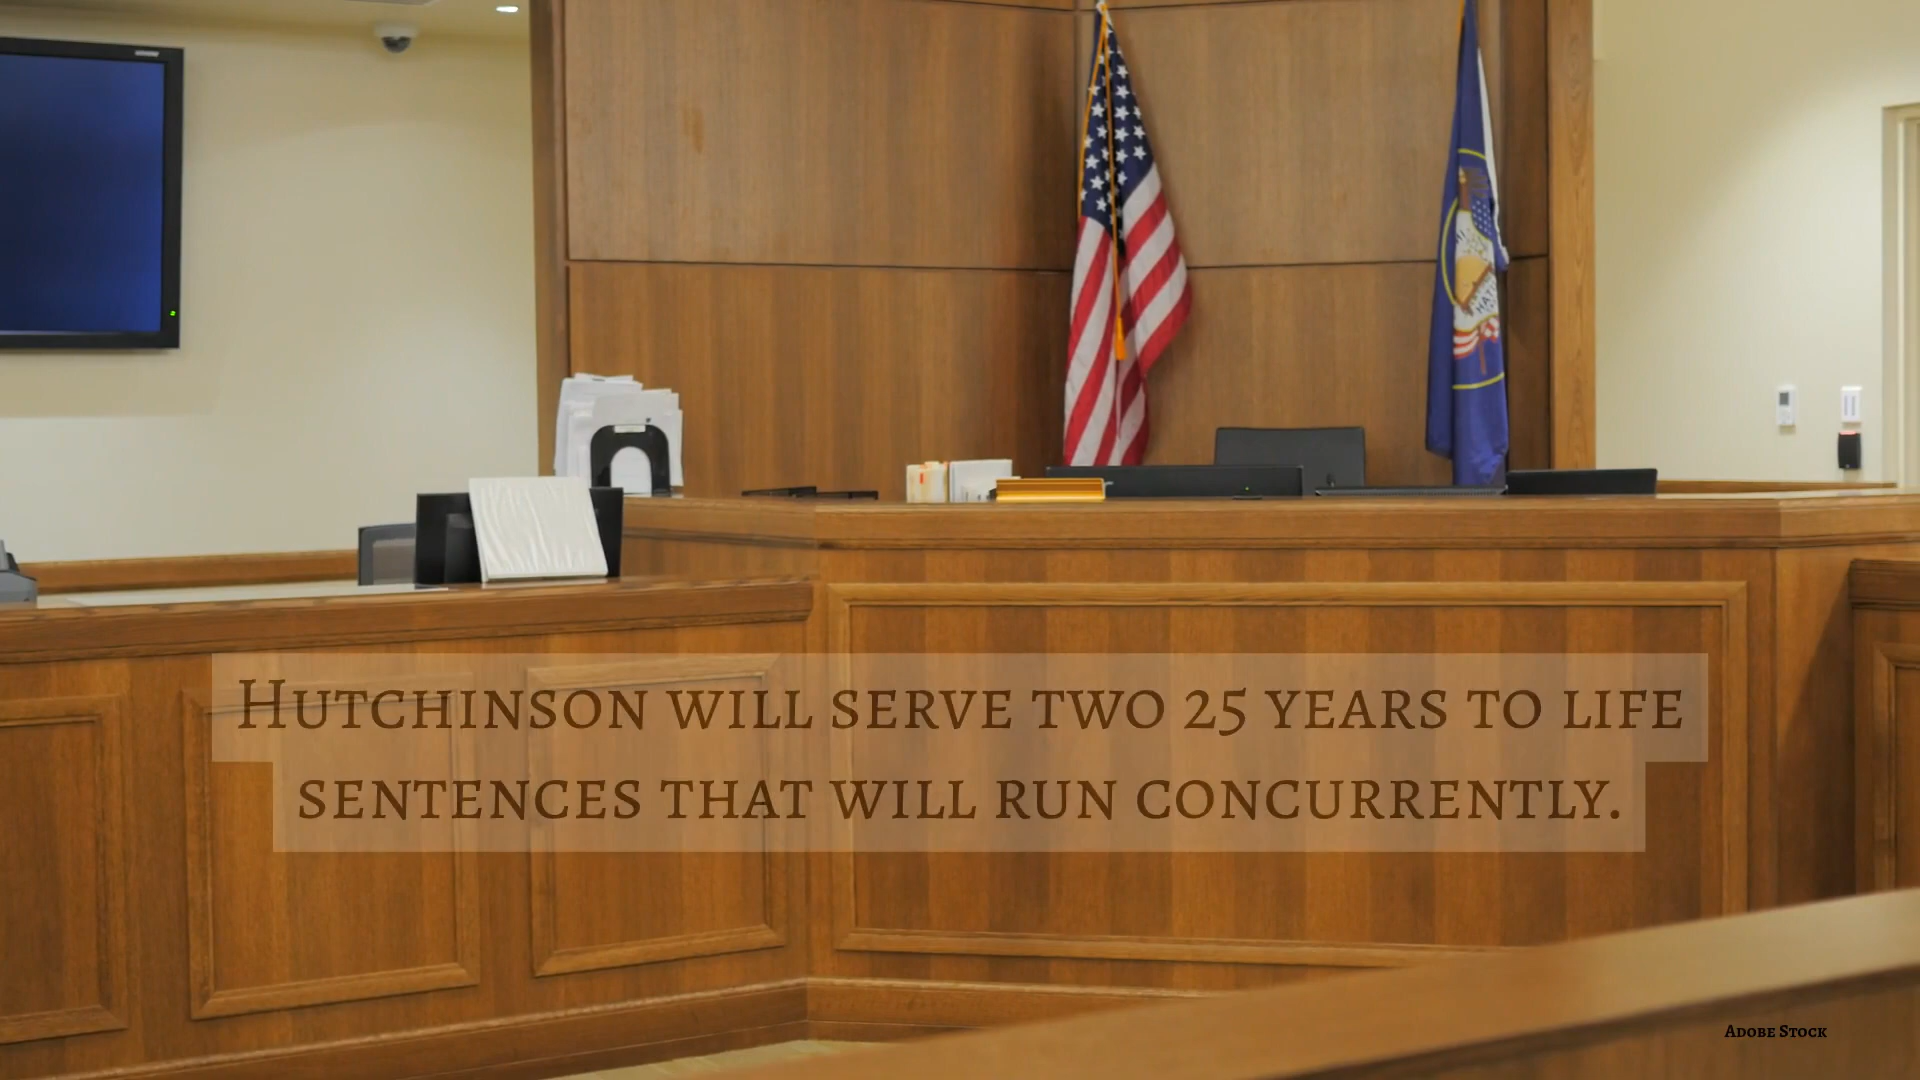 Hutchinson will serve two 25 years to life
sentences that will run concurrently.
Adobe Stock